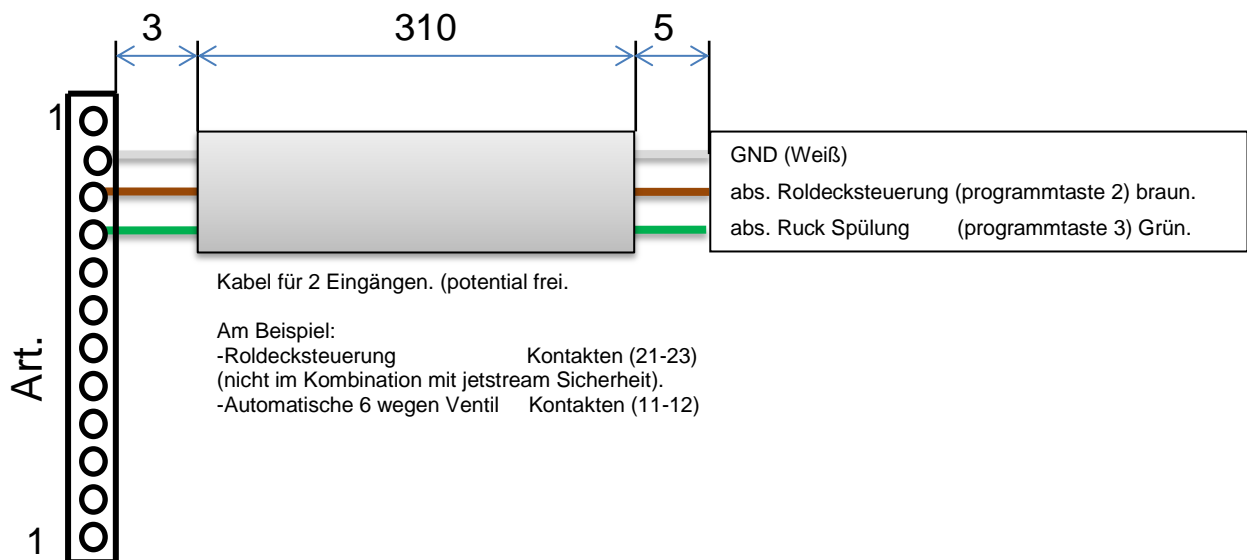 3 310 5
1
GND (Weiß)
abs. Roldecksteuerung (programmtaste 2) braun.
abs. Ruck Spülung (programmtaste 3) Grün.
Kabel für 2 Eingängen. (potential frei.
Am Beispiel:
-Roldecksteuerung Kontakten (21-23)
(nicht im Kombination mit jetstream Sicherheit).
-Automatische 6 wegen Ventil Kontakten (11-12)
Art.
1